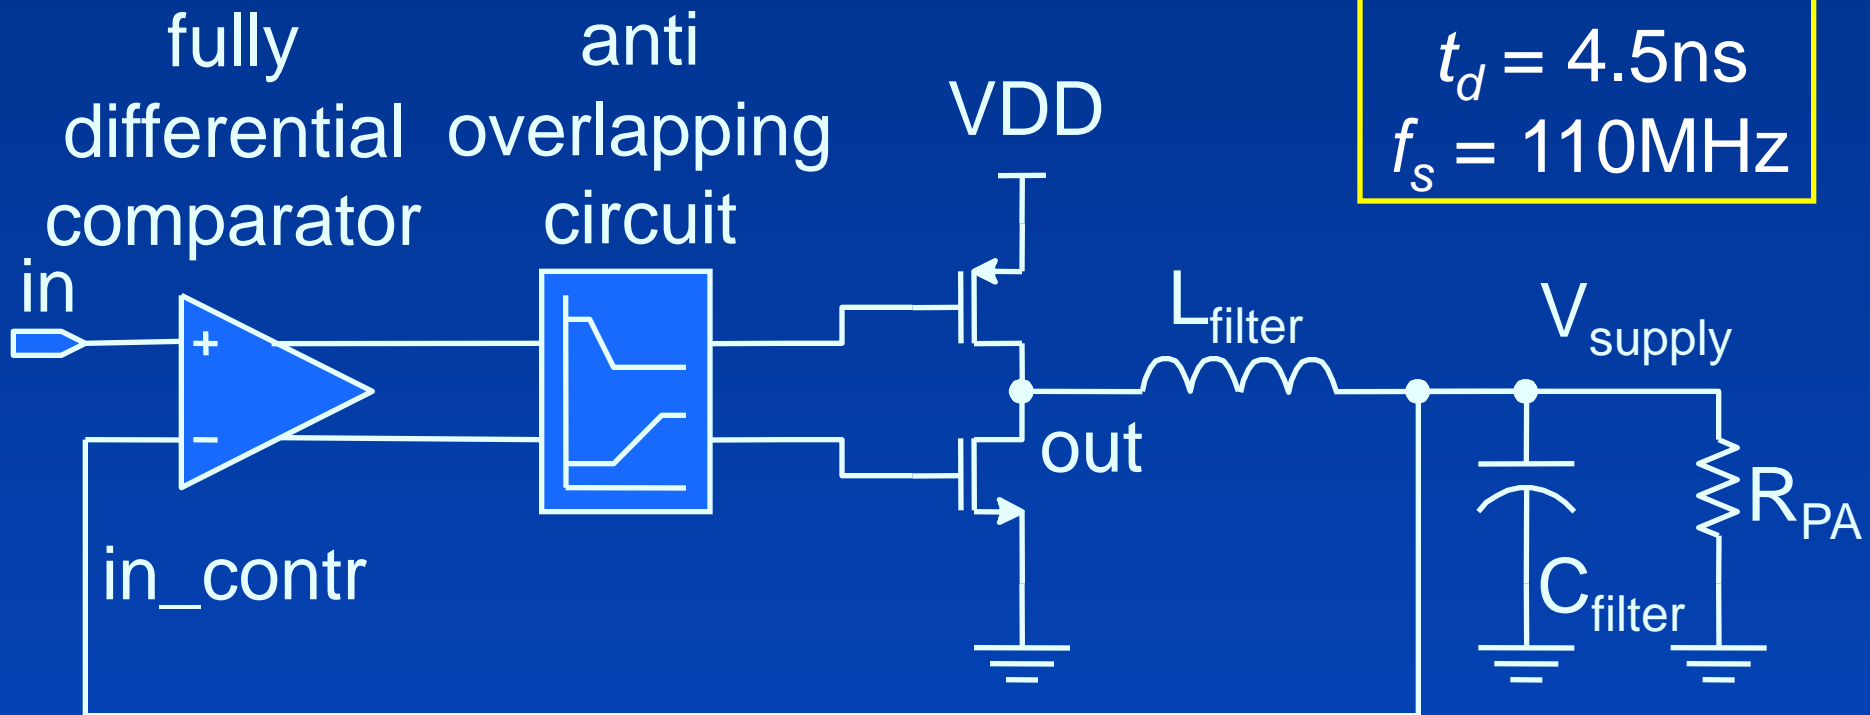 fully
differential
comparator
anti
overlapping
circuit
VDD
t_d = 4.5ns
f_s = 110MHz
in
+
−
in_contr
out
L_filter
V_supply
C_filter
R_PA